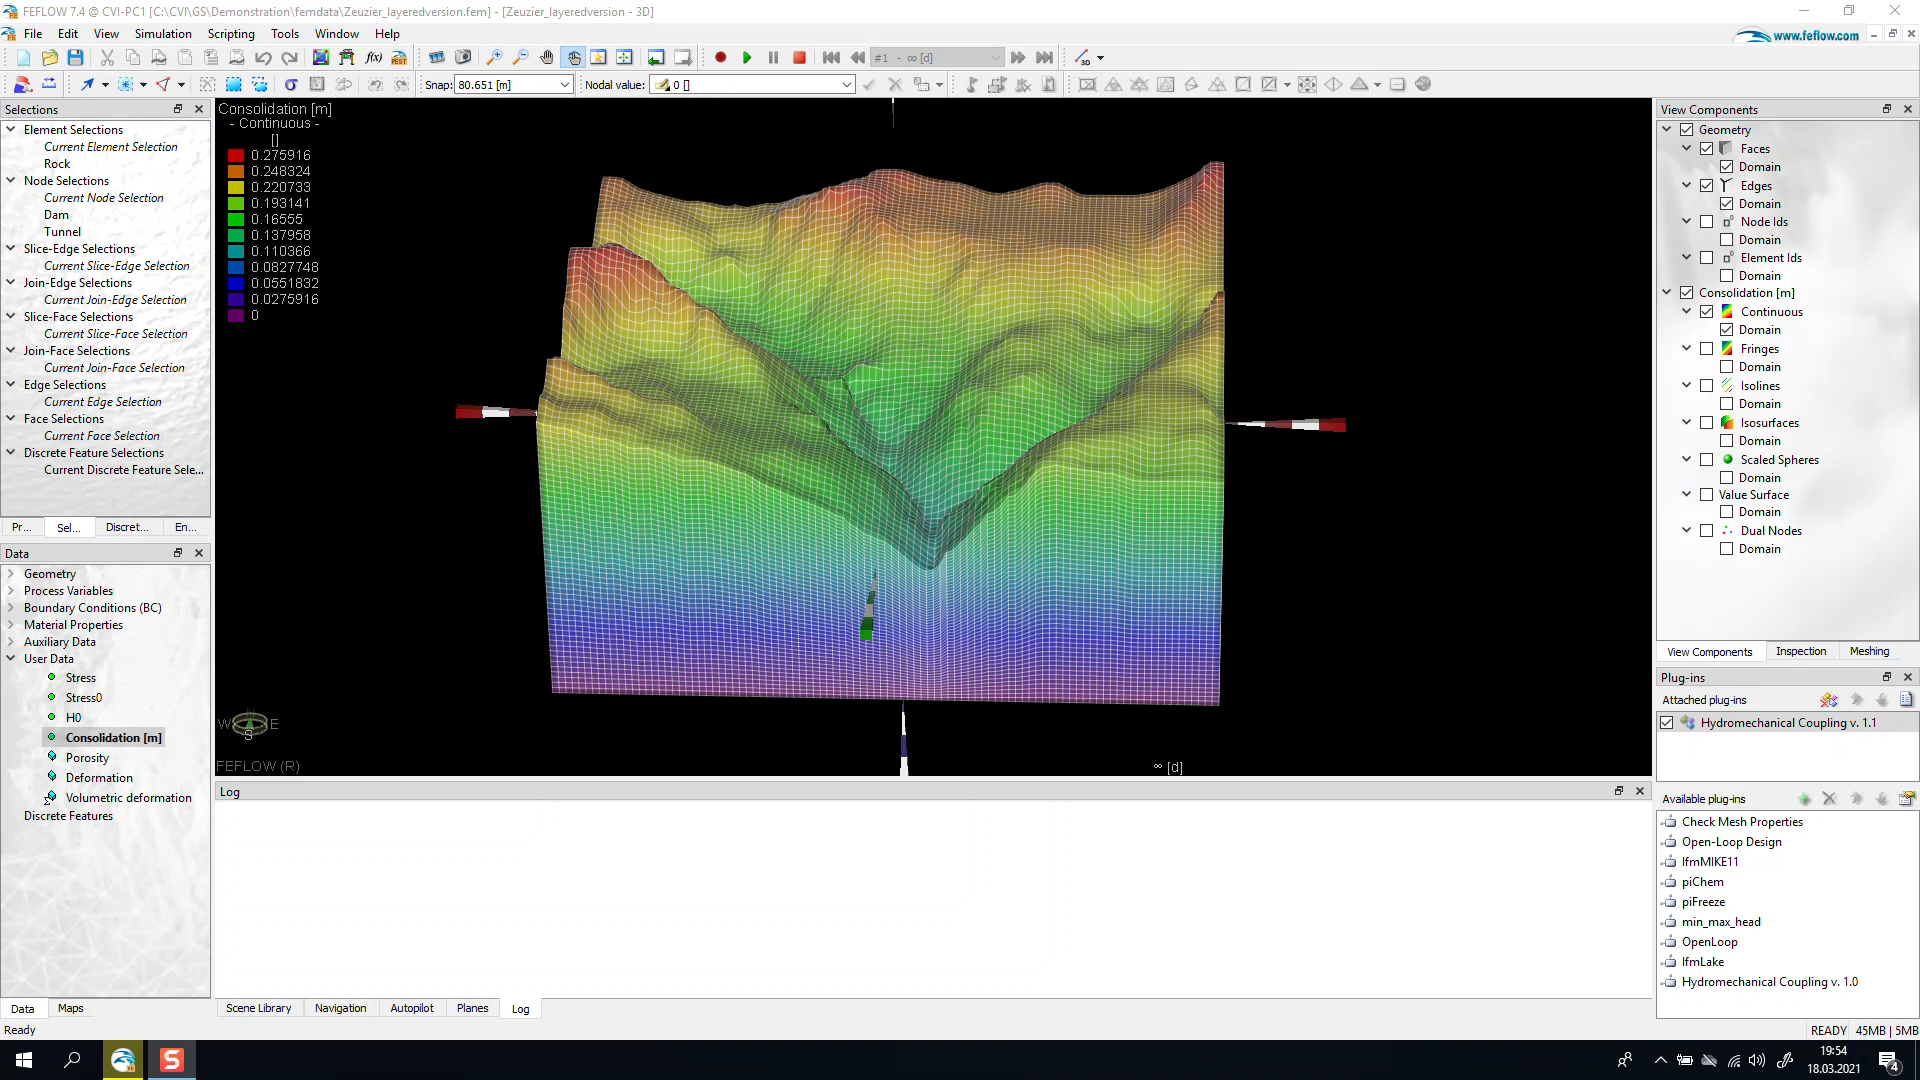 FEFLOW 7.4 @ CVI-PC1 [C:\CVI\GS\Demonstration\femdata\Zeuzier_layeredversion.fem] - [Zeuzier_layeredversion - 3D]
File Edit View Simulation Scripting Tools Window Help
www.feflow.com
f(x)
FEST
#1 - ∞ [d]
3D
Snap: 80.651 [m]
Nodal value: 0 []
Selections
Element Selections
Current Element Selection
Rock
Node Selections
Current Node Selection
Dam
Tunnel
Slice-Edge Selections
Current Slice-Edge Selection
Join-Edge Selections
Current Join-Edge Selection
Slice-Face Selections
Current Slice-Face Selection
Join-Face Selections
Current Join-Face Selection
Edge Selections
Current Edge Selection
Face Selections
Current Face Selection
Discrete Feature Selections
Current Discrete Feature Sele...
Pr... Sel... Discret... En...
Data
Geometry
Process Variables
Boundary Conditions (BC)
Material Properties
Auxiliary Data
User Data
Stress
Stress0
H0
Consolidation [m]
Porosity
Deformation
Volumetric deformation
Discrete Features
Data Maps
Ready
Consolidation [m]
- Continuous -
[]
0.275916
0.248324
0.220733
0.193141
0.16555
0.137958
0.110366
0.0827748
0.0551832
0.0275916
0
W E
S
FEFLOW (R)
∞ [d]
Log
Scene Library Navigation Autopilot Planes Log
View Components
Geometry
Faces
Domain
Edges
Domain
Node Ids
Domain
Element Ids
Domain
Consolidation [m]
Continuous
Domain
Fringes
Domain
Isolines
Domain
Isosurfaces
Domain
Scaled Spheres
Domain
Value Surface
Domain
Dual Nodes
Domain
View Components Inspection Meshing
Plug-ins
Attached plug-ins
Hydromechanical Coupling v. 1.1
Available plug-ins
Check Mesh Properties
Open-Loop Design
IfmMIKE11
piChem
piFreeze
min_max_head
OpenLoop
IfmLake
Hydromechanical Coupling v. 1.0
READY 45MB | 5MB
19:54
18.03.2021
4